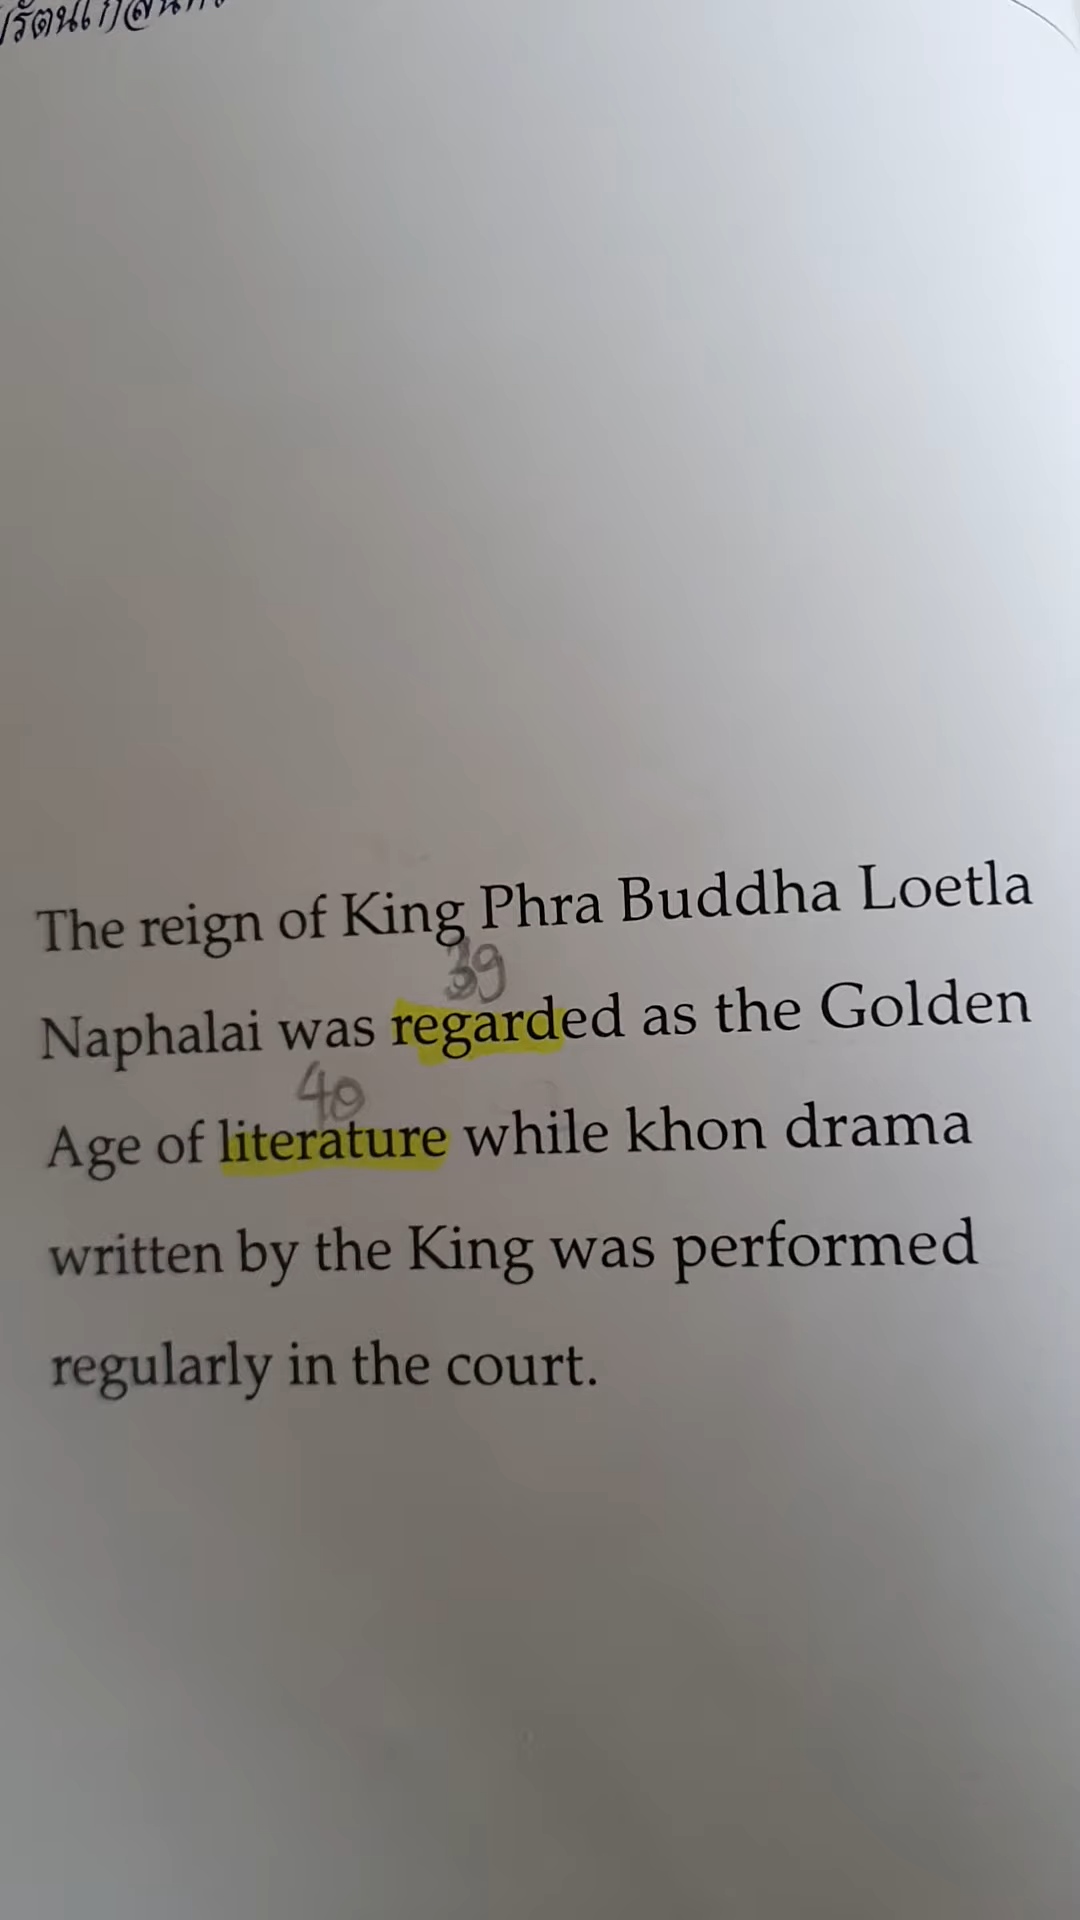 The reign of King Phra Buddha Loetla
39
Naphalai was regarded as the Golden
40
Age of literature while khon drama
written by the King was performed
regularly in the court.